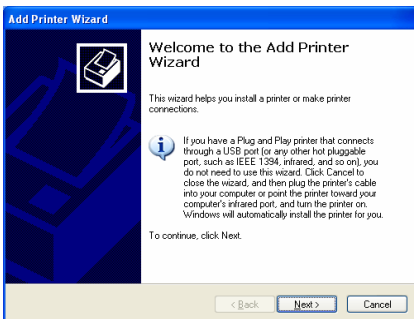 Add Printer Wizard
Welcome to the Add Printer
Wizard
This wizard helps you install a printer or make printer
connections.
If you have a Plug and Play printer that connects
through a USB port (or any other hot pluggable
port, such as IEEE 1394, infrared, and so on), you
do not need to use this wizard. Click Cancel to
close the wizard, and then plug the printer's cable
into your computer or point the printer toward your
computer's infrared port, and turn the printer on.
Windows will automatically install the printer for you.
To continue, click Next.
< Back Next > Cancel